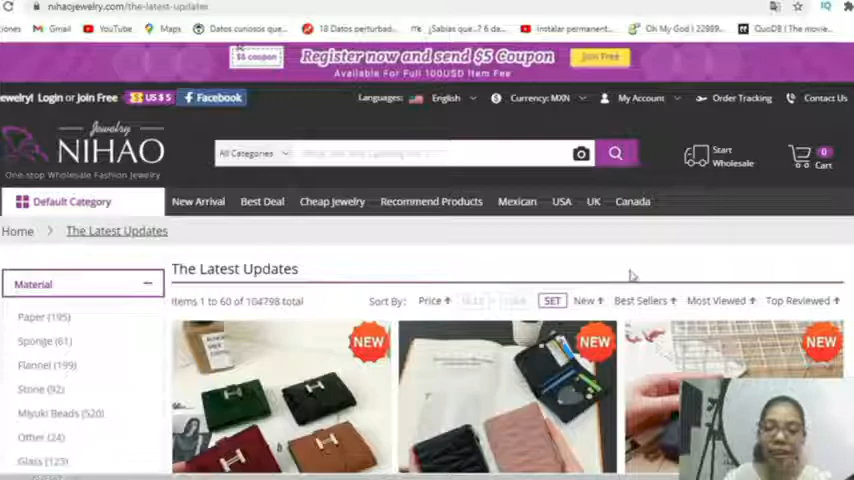 nihaojewelry.com/the-latest-updates
iones Gmail YouTube Maps Datos curiosos que... 18 Datos perturbad... ¿Sabias que...? 6 da... Instalar permanent... Oh My God | 22989... QuoDB | The movie...
$5 coupon Register now and send $5 Coupon Join Free
Available For Full 100USD Item Fee
ewelry! Login or Join Free US $ 5 Facebook Languages: English Currency: MXN My Account Order Tracking Contact Us
Jewelry
NIHAO
One-stop Wholesale Fashion Jewelry
All Categories
Start
Wholesale
0
Cart
Default Category New Arrival Best Deal Cheap Jewelry Recommend Products Mexican USA UK Canada
Home > The Latest Updates
The Latest Updates
Material
Items 1 to 60 of 104798 total Sort By: Price SET New Best Sellers Most Viewed Top Reviewed
Paper (195)
Sponge (61)
Flannel (199)
Stone (92)
Miyuki Beads (520)
Other (24)
Glass (123)
NEW NEW NEW